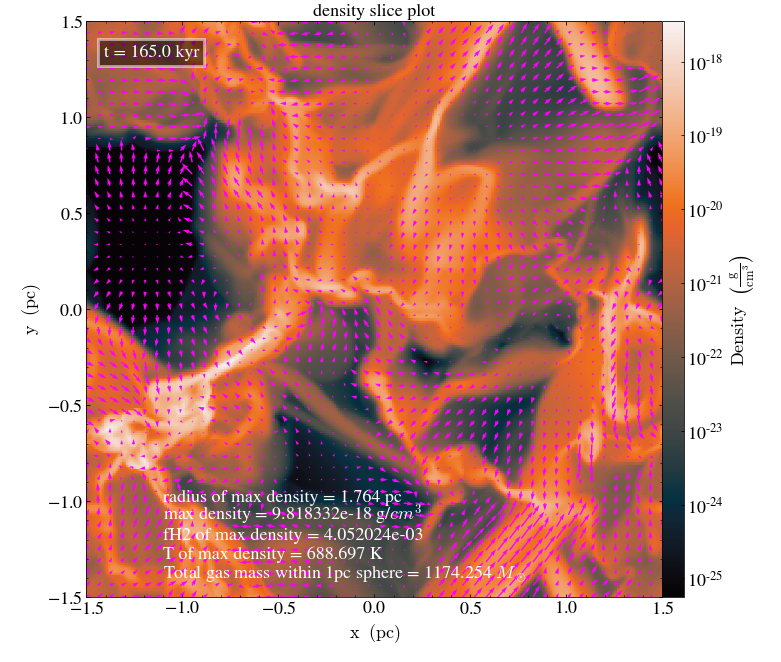 density slice plot
t = 165.0 kyr
1.5
1.0
0.5
0.0
−0.5
−1.0
−1.5
y (pc)
radius of max density = 1.764 pc
max density = 9.818332e-18 g/cm³
fH2 of max density = 4.052024e-03
T of max density = 688.697 K
Total gas mass within 1pc sphere = 1174.254 M
−1.5 −1.0 −0.5 0.0 0.5 1.0 1.5
x (pc)
10⁻¹⁸
10⁻¹⁹
10⁻²⁰
10⁻²¹
10⁻²²
10⁻²³
10⁻²⁴
10⁻²⁵
Density (g/cm³)